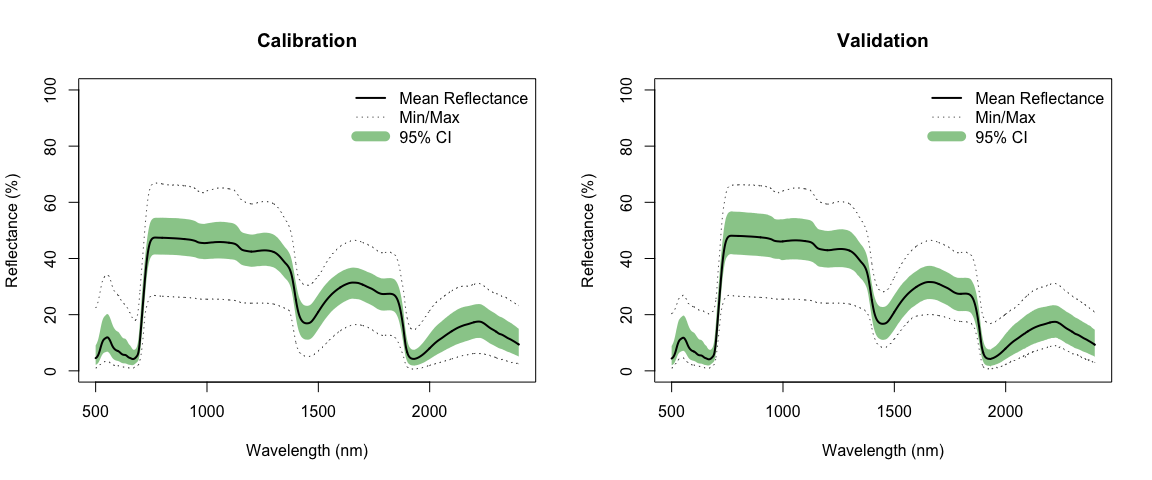 Calibration
Mean Reflectance
Min/Max
95% CI
Reflectance (%)
100
80
60
40
20
0
500 1000 1500 2000
Wavelength (nm)
Validation
Mean Reflectance
Min/Max
95% CI
Reflectance (%)
100
80
60
40
20
0
500 1000 1500 2000
Wavelength (nm)